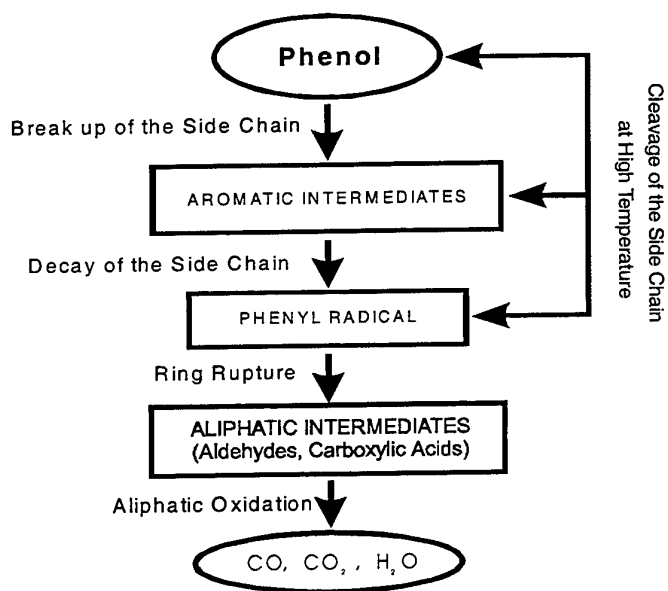 Phenol
Break up of the Side Chain
AROMATIC INTERMEDIATES
Decay of the Side Chain
PHENYL RADICAL
Ring Rupture
ALIPHATIC INTERMEDIATES
(Aldehydes, Carboxylic Acids)
Aliphatic Oxidation
CO, CO₂, H₂O
Cleavage of the Side Chain
at High Temperature